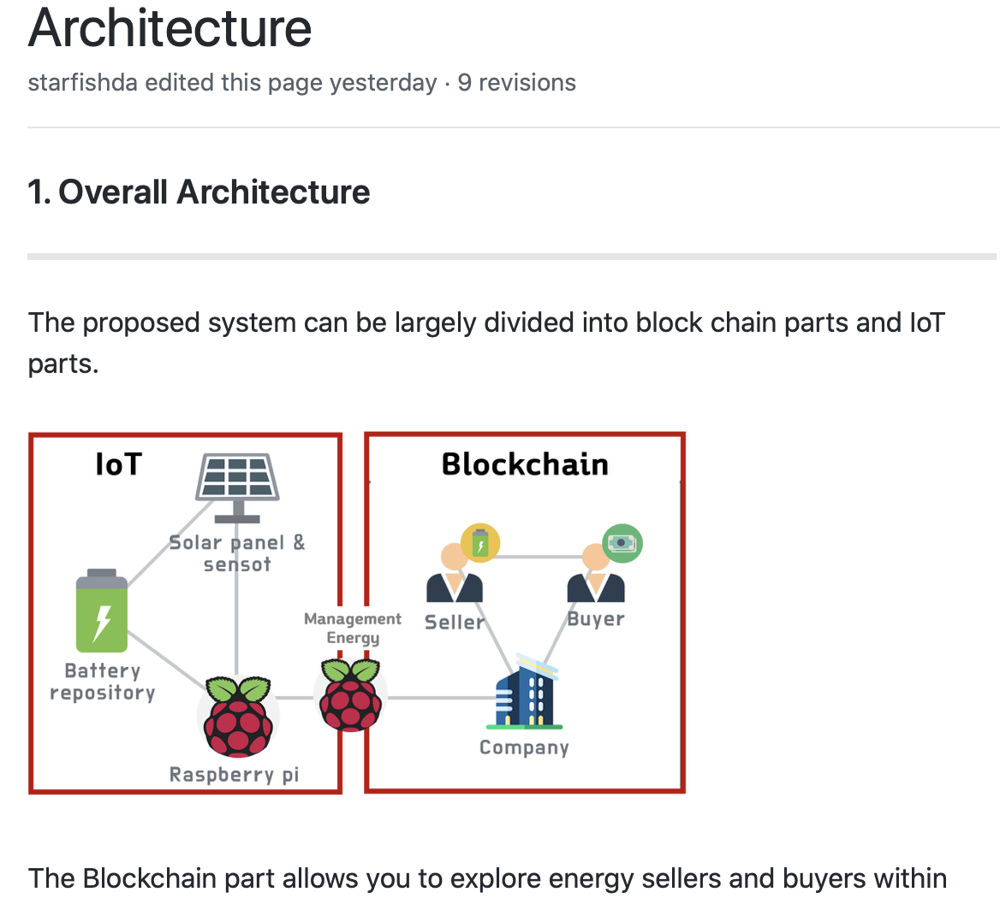 Architecture
starfishda edited this page yesterday · 9 revisions
1. Overall Architecture
The proposed system can be largely divided into block chain parts and IoT
parts.
IoT
Solar panel &
sensot
Battery
repository
Raspberry pi
Management
Energy
Blockchain
Seller
Buyer
Company
The Blockchain part allows you to explore energy sellers and buyers within